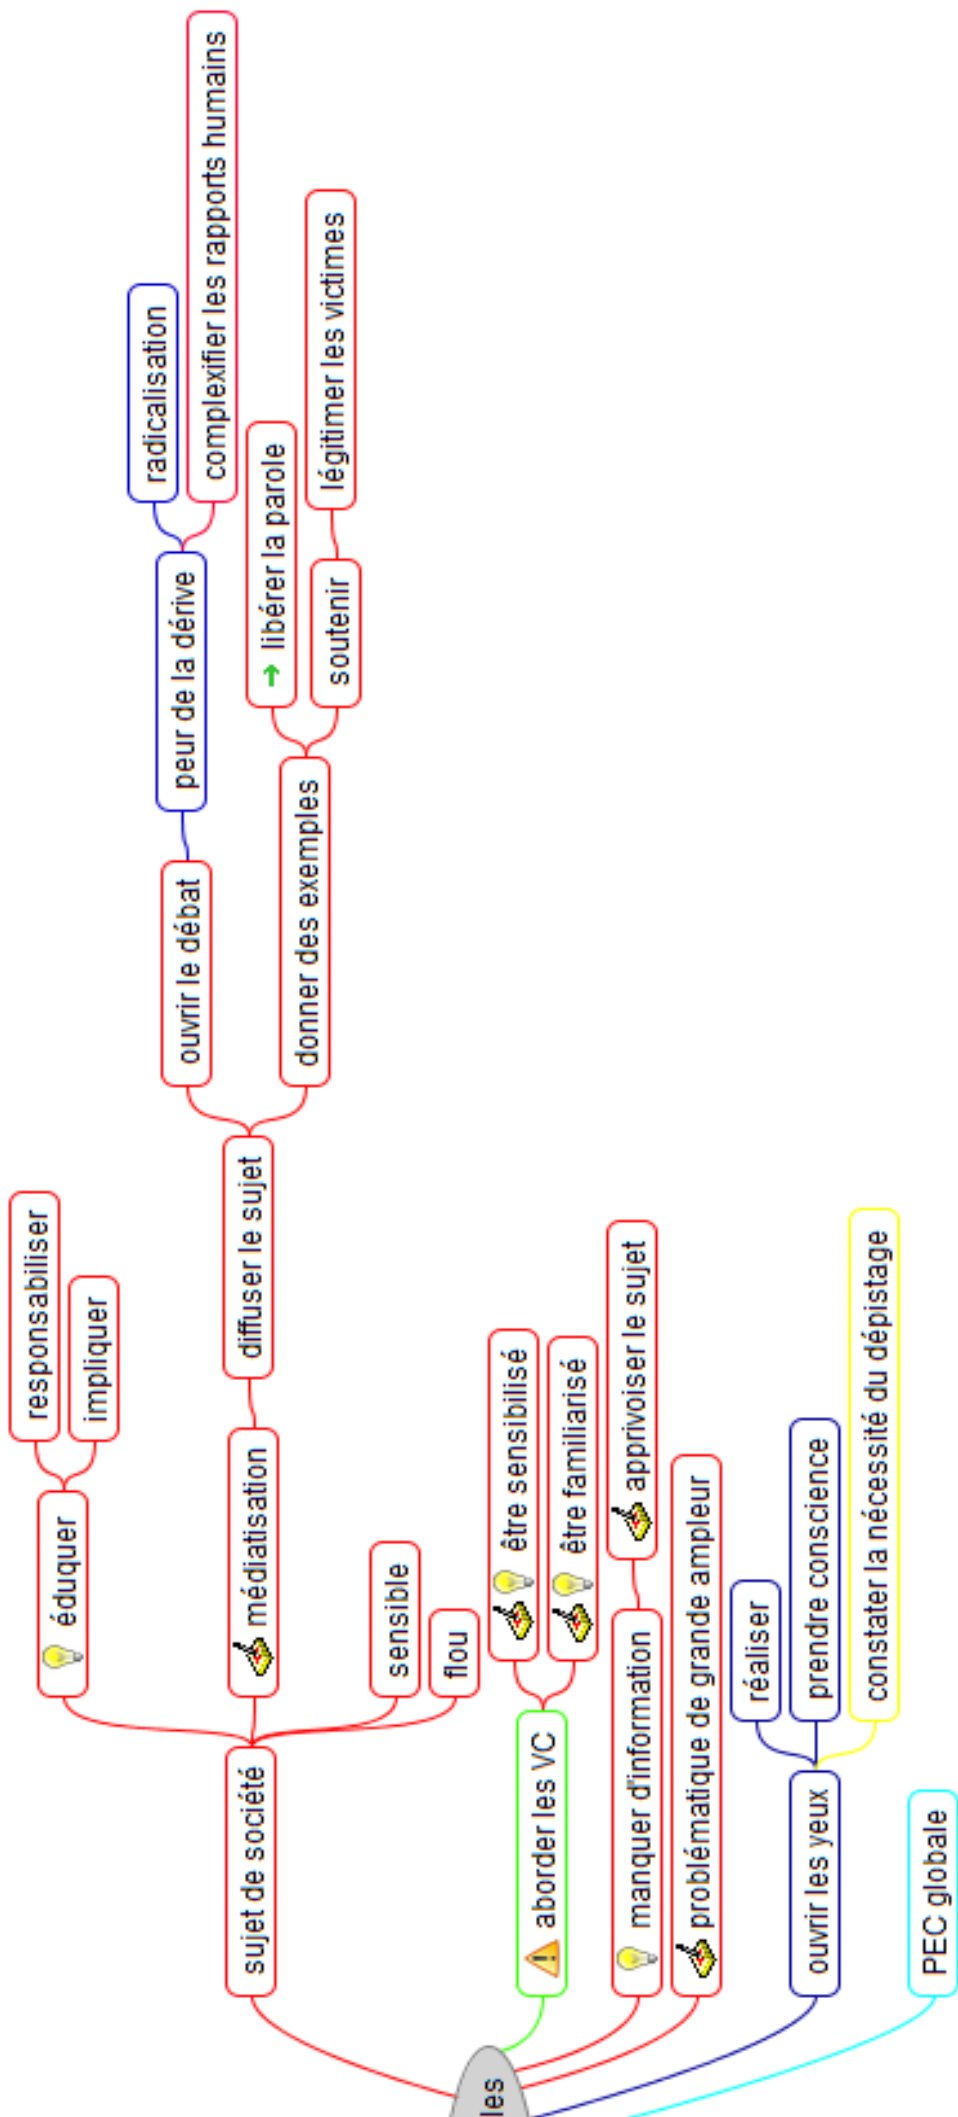 les
sujet de société
éduquer
responsabiliser
impliquer
médiatisation
diffuser le sujet
ouvrir le débat
peur de la dérive
radicalisation
complexifier les rapports humains
donner des exemples
libérer la parole
soutenir
légitimer les victimes
sensible
flou
aborder les VC
être sensibilisé
être familiarisé
manquer d'information
apprivoiser le sujet
problématique de grande ampleur
ouvrir les yeux
réaliser
prendre conscience
constater la nécessité du dépistage
PEC globale